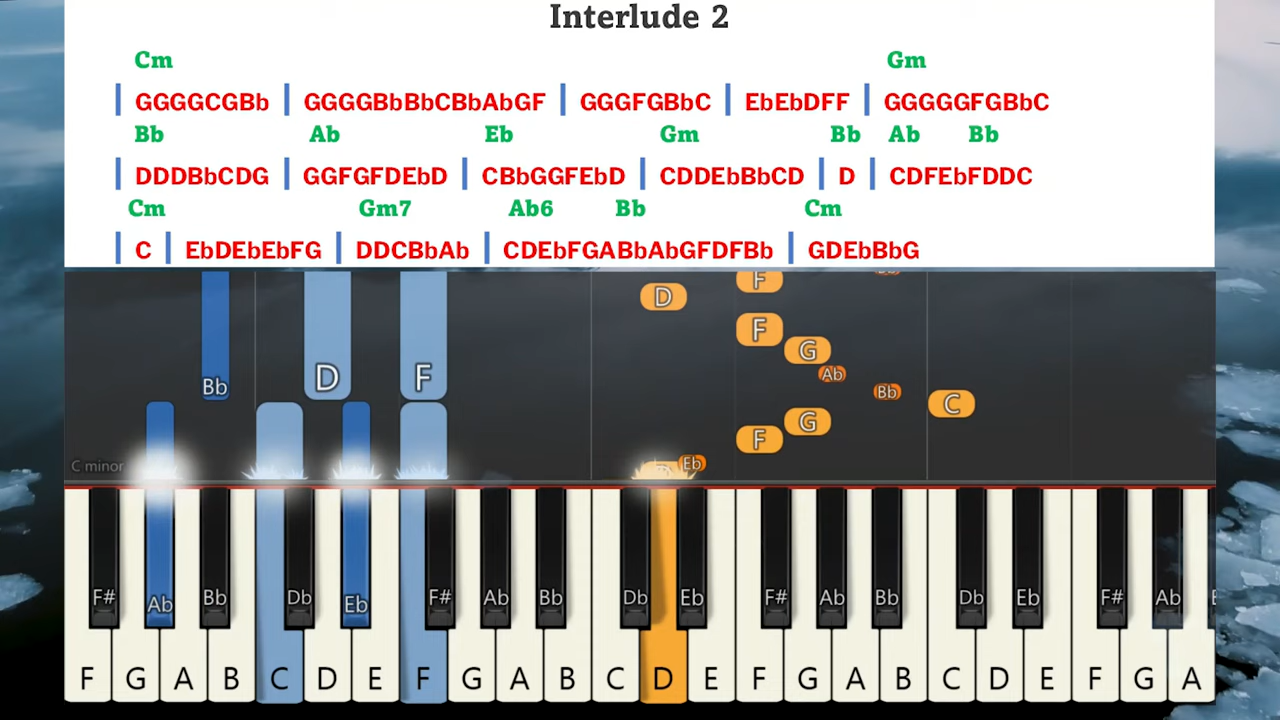 Interlude 2
Cm Gm
| GGGGCGBb | GGGGBbBbCBbAbGF | GGGFGBbC | EbEbDFF | GGGGGFGBbC
Bb Ab Eb Gm Bb Ab Bb
| DDDBbCDG | GGFGFDEbD | CBbGGFEbD | CDDEbBbCD | D | CDFEbFDDC
Cm Gm7 Ab6 Bb Cm
| C | EbDEbEbFG | DDCBbAb | CDEbFGABbAbGFDFBb | GDEbBbG
F
D
F
G
Bb D F Ab
Bb
C
G
F
C minor Eb
F# Ab Bb Db Eb F# Ab Bb Db Eb F# Ab Bb Db Eb F# Ab
F G A B C D E F G A B C D E F G A B C D E F G A